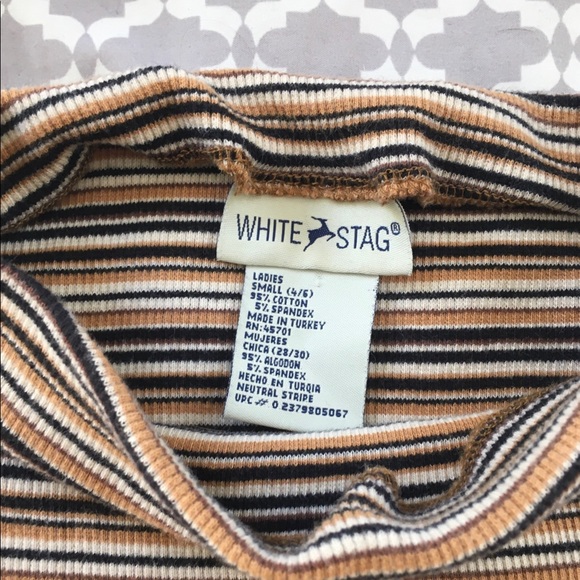 WHITE STAG®
LADIES
SMALL (4/6)
95% COTTON
5% SPANDEX
MADE IN TURKEY
RN:45701
MUJERES
CHICA (28/30)
95% ALGODON
5% SPANDEX
HECHO EN TURQIA
NEUTRAL STRIPE
UPC # 0 2379805067